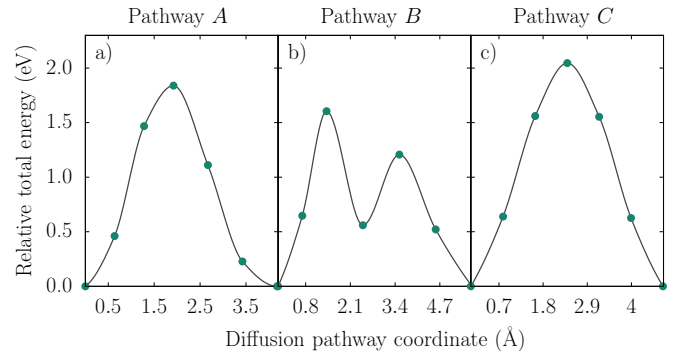 Pathway A Pathway B Pathway C
a) b) c)
Relative total energy (eV)
2.0
1.5
1.0
0.5
0.0
0.5 1.5 2.5 3.5 0.8 2.1 3.4 4.7 0.7 1.8 2.9 4
Diffusion pathway coordinate (Å)